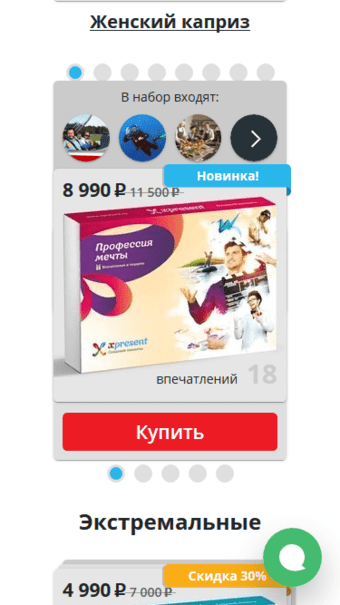 Женский каприз
В набор входят:
Новинка!
8 990 ₽ 11 500 ₽
Профессия
мечты
xpresent
впечатлений 18
Купить
Экстремальные
Скидка 30%
4 990 ₽ 7 000 ₽